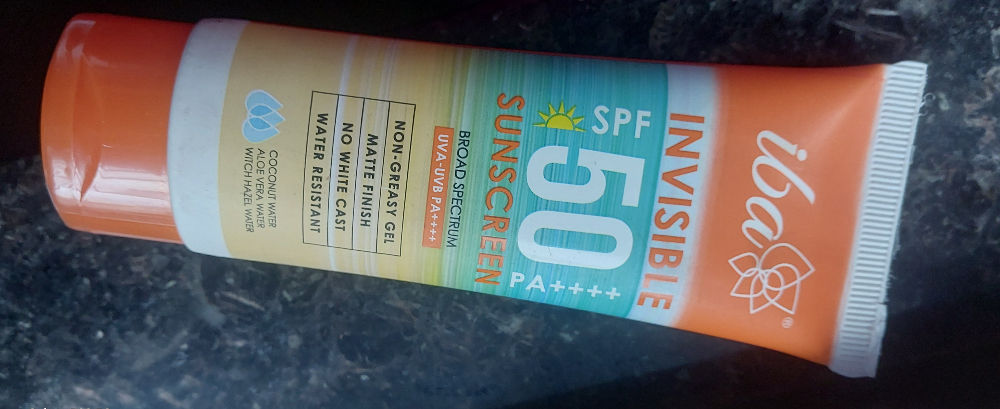 iba
®
INVISIBLE
SPF
50
PA++++
SUNSCREEN
BROAD SPECTRUM
UVA-UVB PA++++
NON-GREASY GEL
MATTE FINISH
NO WHITE CAST
WATER RESISTANT
COCONUT WATER
ALOE VERA WATER
WITCH HAZEL WATER